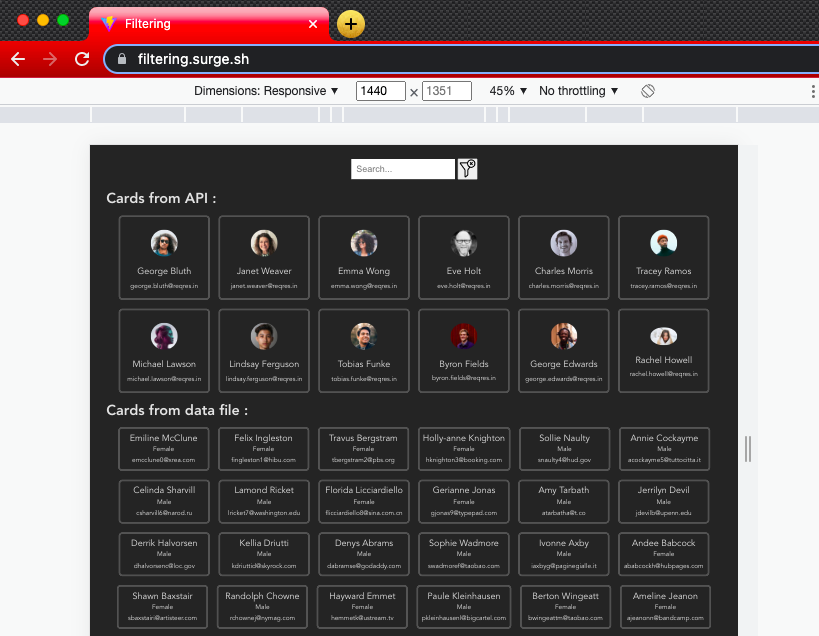 Filtering
filtering.surge.sh
Dimensions: Responsive ▼ 1440 × 1351 45% ▼ No throttling ▼
Search...
Cards from API :
George Bluth Janet Weaver Emma Wong Eve Holt Charles Morris Tracey Ramos
george.bluth@reqres.in janet.weaver@reqres.in emma.wong@reqres.in eve.holt@reqres.in charles.morris@reqres.in tracey.ramos@reqres.in
Michael Lawson Lindsay Ferguson Tobias Funke Byron Fields George Edwards Rachel Howell
michael.lawson@reqres.in lindsay.ferguson@reqres.in tobias.funke@reqres.in byron.fields@reqres.in george.edwards@reqres.in rachel.howell@reqres.in
Cards from data file :
Emiline McClune Felix Ingleston Travus Bergstram Holly-anne Knighton Sollie Naulty Annie Cockayme
Female Female Female Female Male Male
emcclune0@xrea.com fingleston1@hibu.com tbergstram2@pbs.org hknighton3@booking.com snaulty4@hud.gov acockayme5@tuttocitta.it
Celinda Sharvill Lamond Ricket Florida Licciardiello Gerianne Jonas Amy Tarbath Jerrilyn Devil
Male Male Female Female Male Male
csharvill6@narod.ru lricket7@washington.edu flicciardiello8@sina.com.cn gjonas9@typepad.com atarbatha@t.co jdevilb@upenn.edu
Derrik Halvorsen Kellia Driutti Denys Abrams Sophie Wadmore Ivonne Axby Andee Babcock
Male Male Male Male Male Female
dhalvorsenc@loc.gov kdriuttid@skyrock.com dabramse@godaddy.com swadmoref@taobao.com iaxbyg@paginegialle.it ababcockh@hubpages.com
Shawn Baxstair Randolph Chowne Hayward Emmet Paule Kleinhausen Berton Wingeatt Ameline Jeanon
Female Male Female Male Female Female
sbaxstairi@artisteer.com rchownej@nymag.com hemmetk@ustream.tv pkleinhausenl@bigcartel.com bwingeattm@taobao.com ajeanonn@bandcamp.com